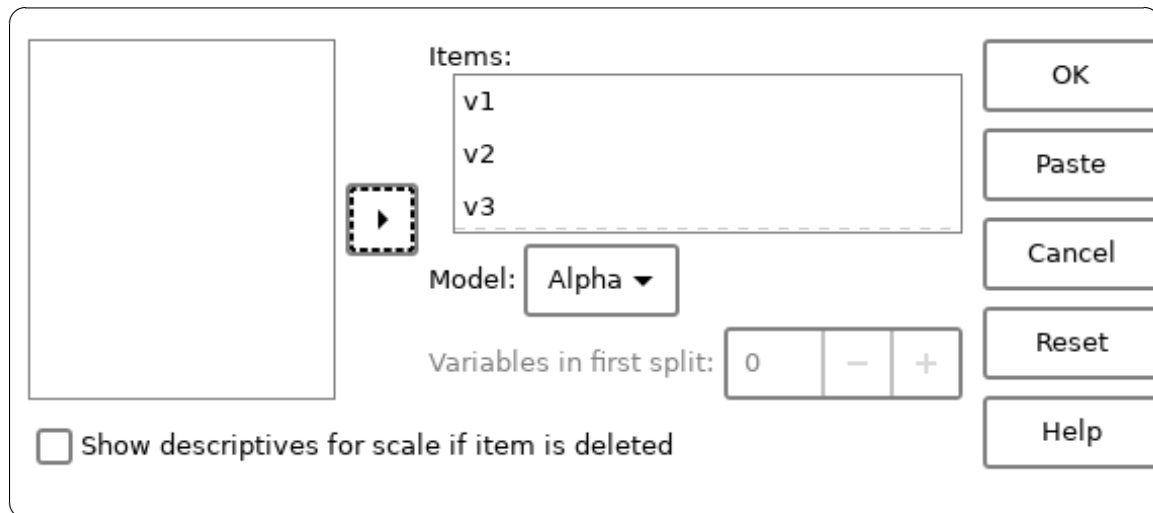 Items:
v1
v2
v3
Model: Alpha
Variables in first split: 0 − +
Show descriptives for scale if item is deleted
OK
Paste
Cancel
Reset
Help